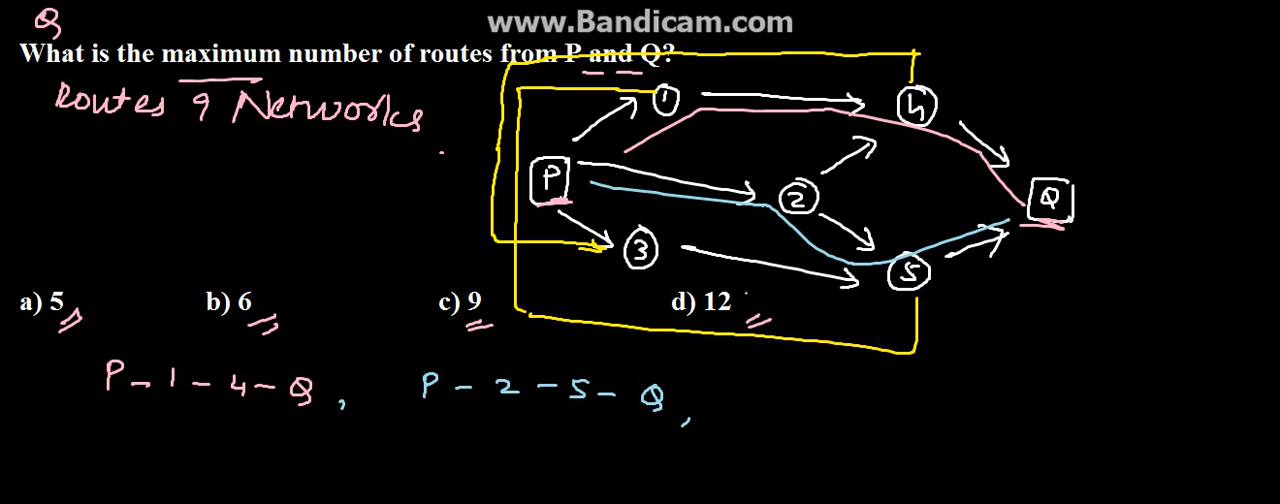 www.Bandicam.com
Q
What is the maximum number of routes from P and Q?
Routes & Networks.
1
4
P
2
Q
3
5
a) 5 b) 6 c) 9 d) 12
P - 1 - 4 - Q , P - 2 - 5 - Q ,